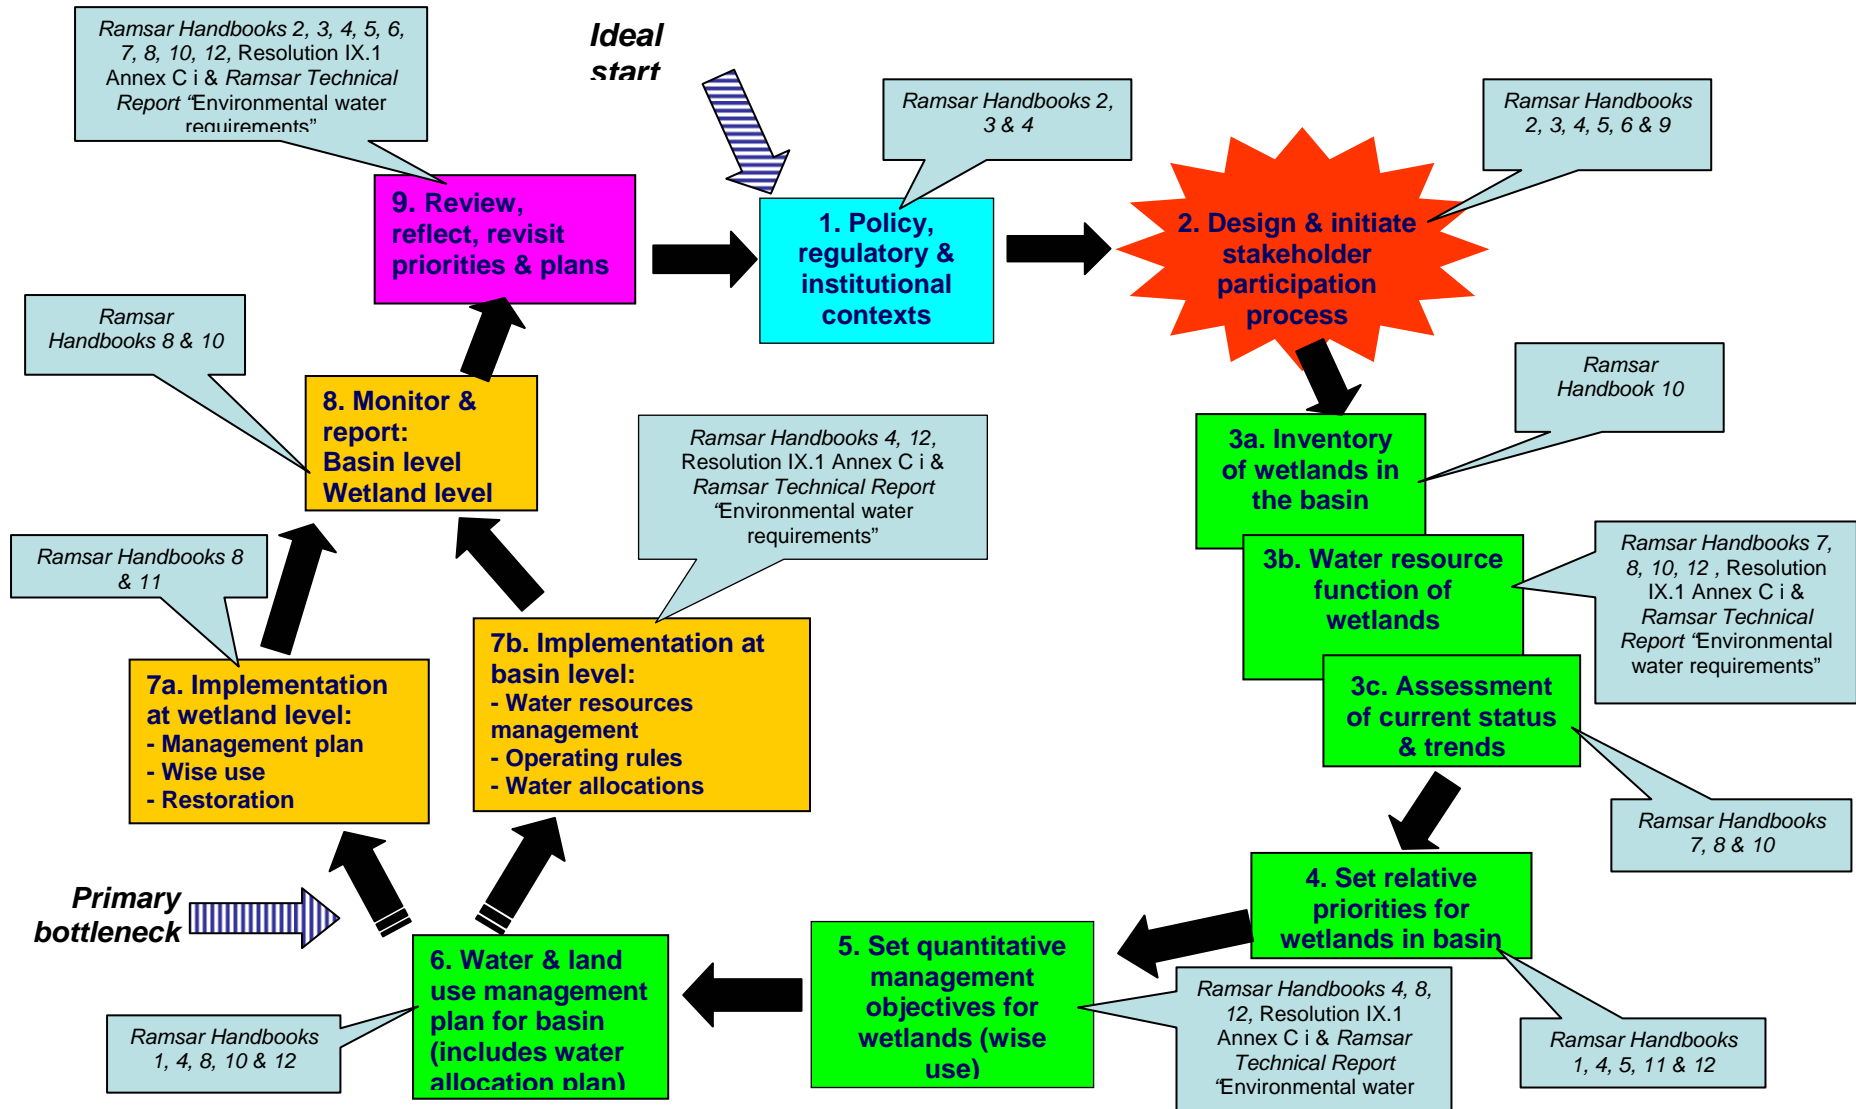 Ramsar Handbooks 2, 3, 4, 5, 6,
7, 8, 10, 12, Resolution IX.1
Annex C i & Ramsar Technical
Report “Environmental water
requirements”
Ideal
start
Ramsar Handbooks 2,
3 & 4
Ramsar Handbooks
2, 3, 4, 5, 6 & 9
9. Review,
reflect, revisit
priorities & plans
1. Policy,
regulatory &
institutional
contexts
2. Design & initiate
stakeholder
participation
process
Ramsar
Handbooks 8 & 10
Ramsar
Handbook 10
8. Monitor &
report:
Basin level
Wetland level
Ramsar Handbooks 4, 12,
Resolution IX.1 Annex C i &
Ramsar Technical Report
“Environmental water
requirements”
3a. Inventory
of wetlands in
the basin
Ramsar Handbooks 8
& 11
3b. Water resource
function of
wetlands
Ramsar Handbooks 7,
8, 10, 12 , Resolution
IX.1 Annex C i &
Ramsar Technical
Report “Environmental
water requirements”
7a. Implementation
at wetland level:
- Management plan
- Wise use
- Restoration
7b. Implementation at
basin level:
- Water resources
management
- Operating rules
- Water allocations
3c. Assessment
of current status
& trends
Ramsar Handbooks
7, 8 & 10
Primary
bottleneck
4. Set relative
priorities for
wetlands in basin
5. Set quantitative
management
objectives for
wetlands (wise
use)
6. Water & land
use management
plan for basin
(includes water
allocation plan)
Ramsar Handbooks
1, 4, 8, 10 & 12
Ramsar Handbooks 4, 8,
12, Resolution IX.1
Annex C i & Ramsar
Technical Report
“Environmental water
Ramsar Handbooks
1, 4, 5, 11 & 12